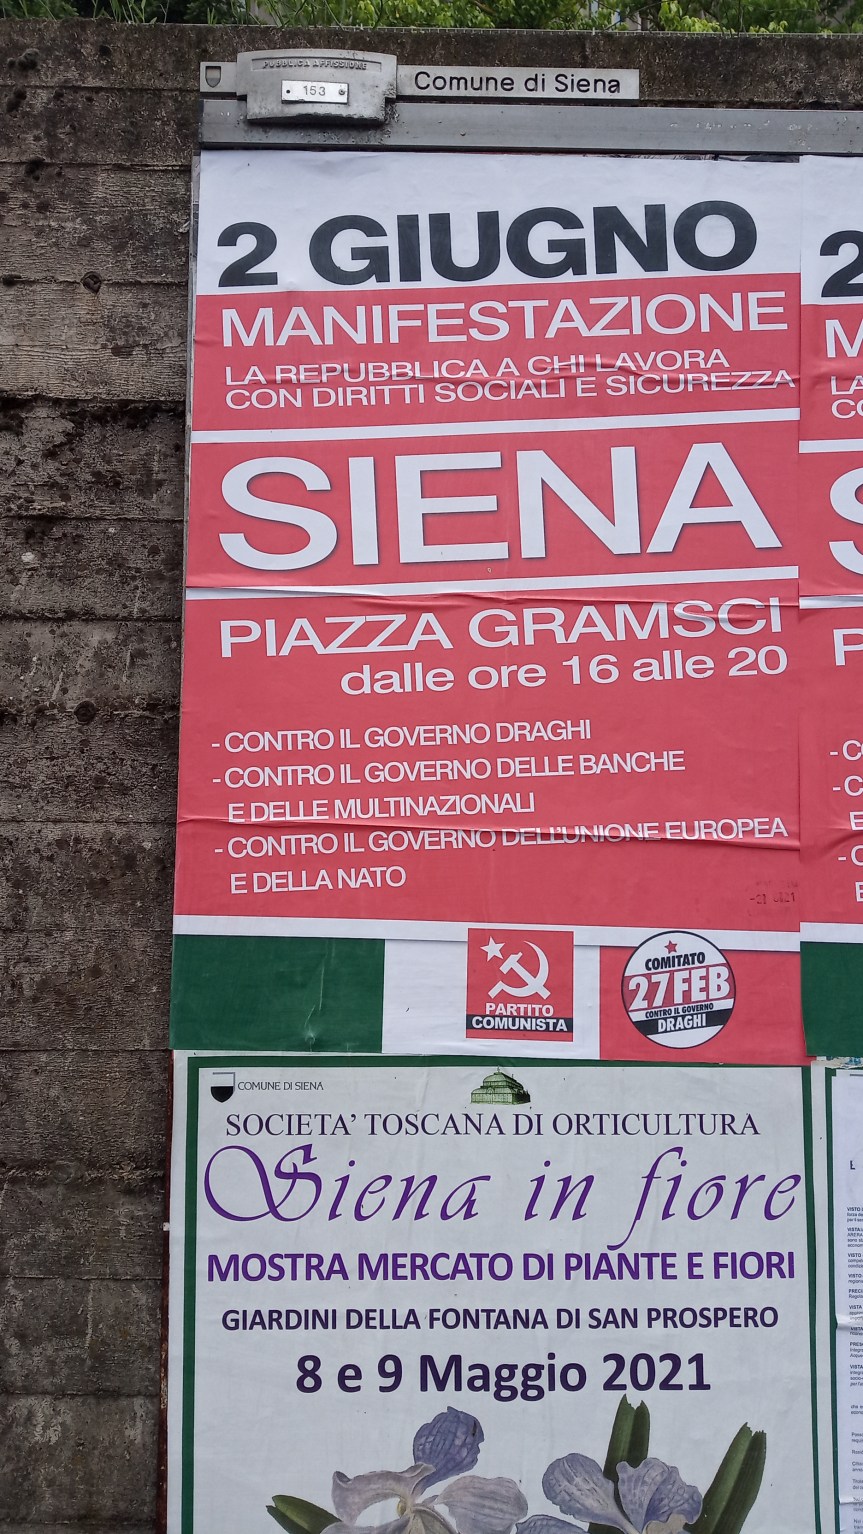 PUBBLICA AFFISSIONE
153
Comune di Siena
2 GIUGNO
MANIFESTAZIONE
LA REPUBBLICA A CHI LAVORA
CON DIRITTI SOCIALI E SICUREZZA
SIENA
PIAZZA GRAMSCI
dalle ore 16 alle 20
- CONTRO IL GOVERNO DRAGHI
- CONTRO IL GOVERNO DELLE BANCHE
E DELLE MULTINAZIONALI
- CONTRO IL GOVERNO DELL'UNIONE EUROPEA
E DELLA NATO
PARTITO
COMUNISTA
COMITATO
27FEB
CONTRO IL GOVERNO
DRAGHI
2
M
LA
CO
S
P
- C
- C
E
- C
E
COMUNE DI SIENA
SOCIETA' TOSCANA DI ORTICULTURA
Siena in fiore
MOSTRA MERCATO DI PIANTE E FIORI
GIARDINI DELLA FONTANA DI SAN PROSPERO
8 e 9 Maggio 2021